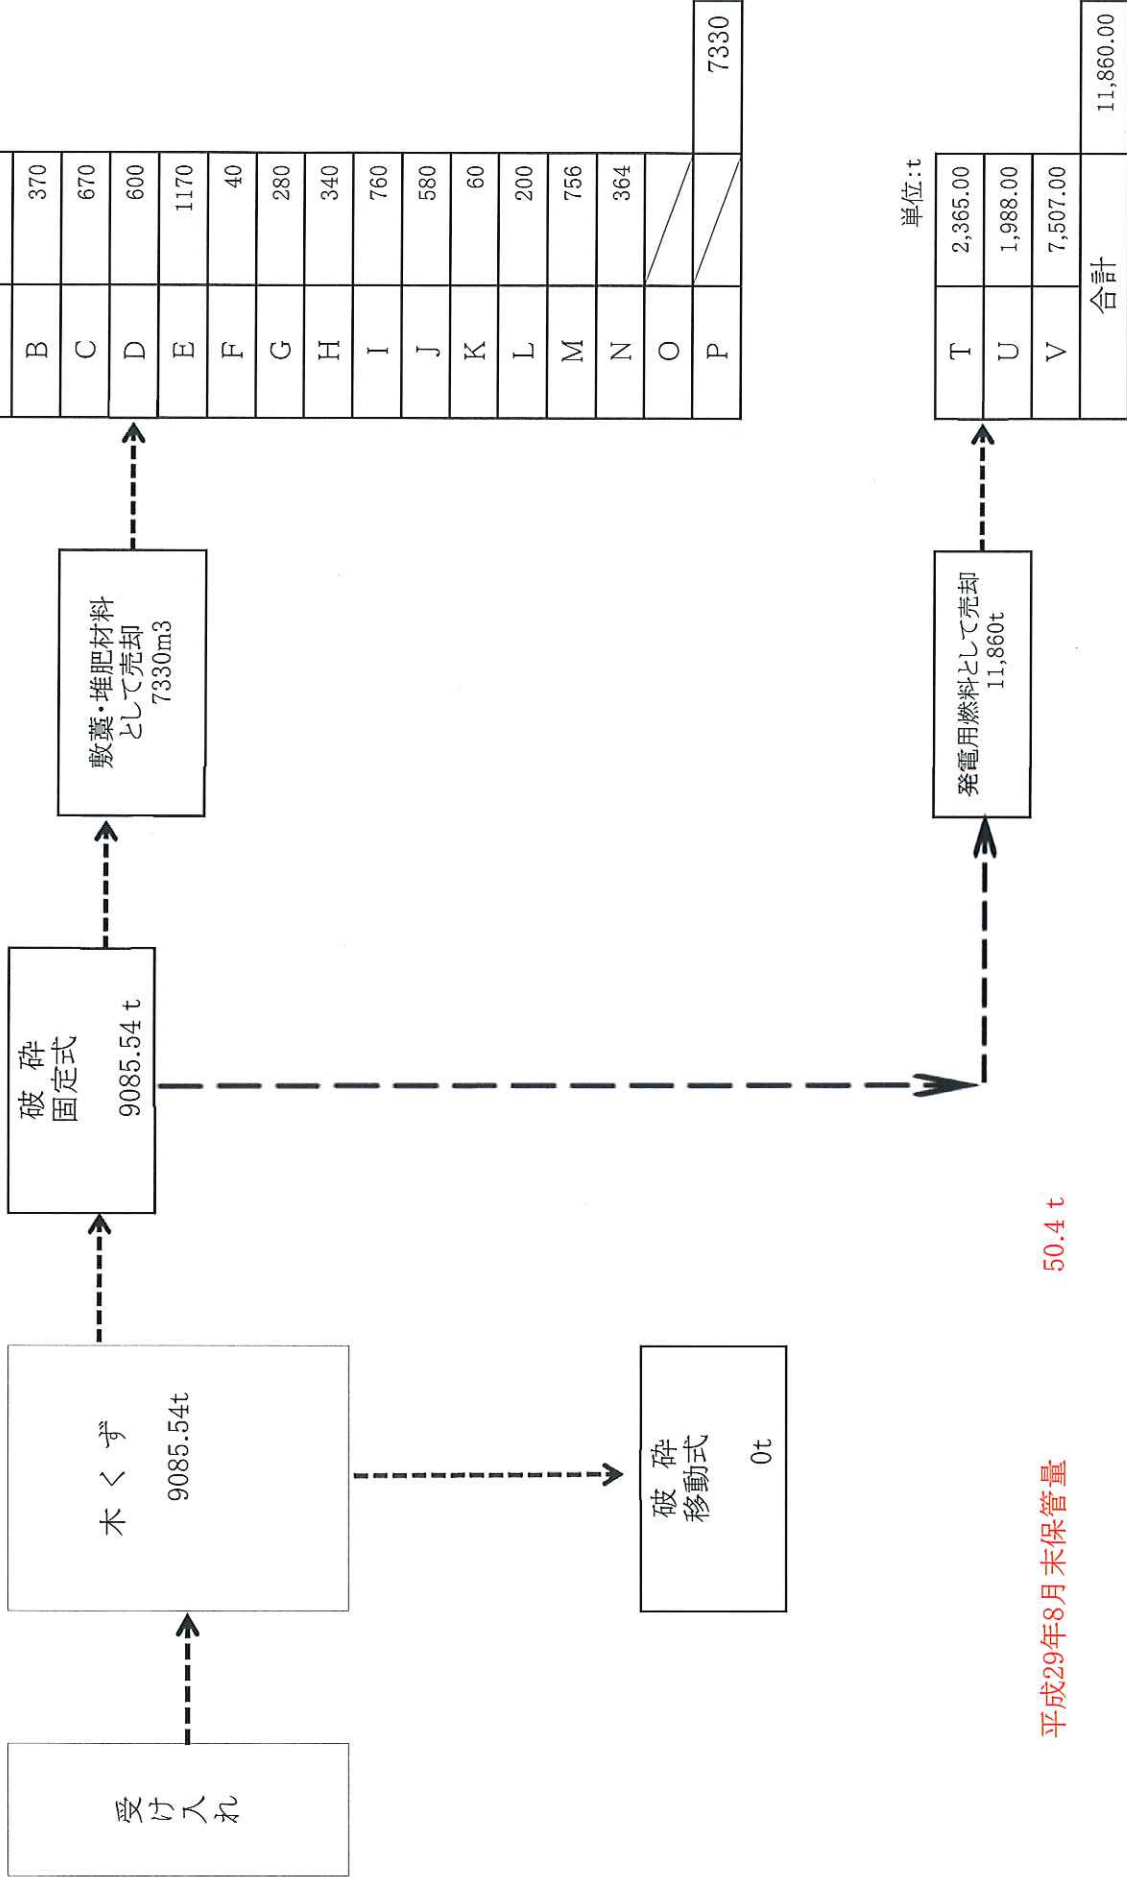 受け入れ
木 く ず
9085.54t
破 砕
固定式
9085.54 t
破 砕
移動式
0t
敷藁・堆肥材料
として売却
7330m3
B 370
C 670
D 600
E 1170
F 40
G 280
H 340
I 760
J 580
K 60
L 200
M 756
N 364
O
P 7330
発電用燃料として売却
11,860t
単位:t
T 2,365.00
U 1,988.00
V 7,507.00
合計 11,860.00
平成29年8月末保管量 50.4 t